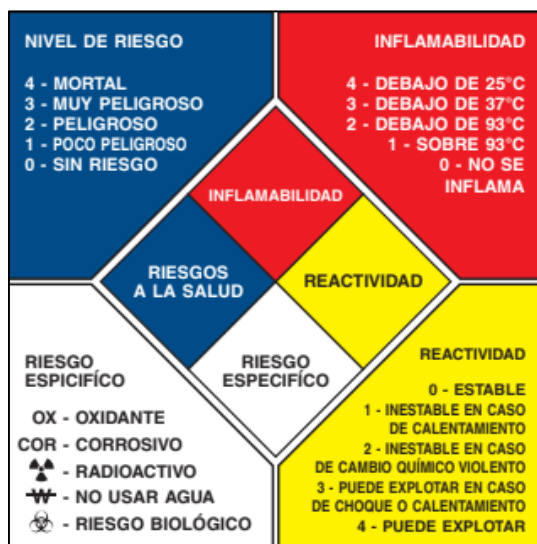 NIVEL DE RIESGO
4 - MORTAL
3 - MUY PELIGROSO
2 - PELIGROSO
1 - POCO PELIGROSO
0 - SIN RIESGO
INFLAMABILIDAD
4 - DEBAJO DE 25°C
3 - DEBAJO DE 37°C
2 - DEBAJO DE 93°C
1 - SOBRE 93°C
0 - NO SE
INFLAMA
INFLAMABILIDAD
RIESGOS
A LA SALUD
REACTIVIDAD
RIESGO
ESPECIFÍCO
RIESGO
ESPICIFÍCO
OX - OXIDANTE
COR - CORROSIVO
- RADIOACTIVO
W - NO USAR AGUA
- RIESGO BIOLÓGICO
REACTIVIDAD
0 - ESTABLE
1 - INESTABLE EN CASO
DE CALENTAMIENTO
2 - INESTABLE EN CASO
DE CAMBIO QUÍMICO VIOLENTO
3 - PUEDE EXPLOTAR EN CASO
DE CHOQUE O CALENTAMIENTO
4 - PUEDE EXPLOTAR